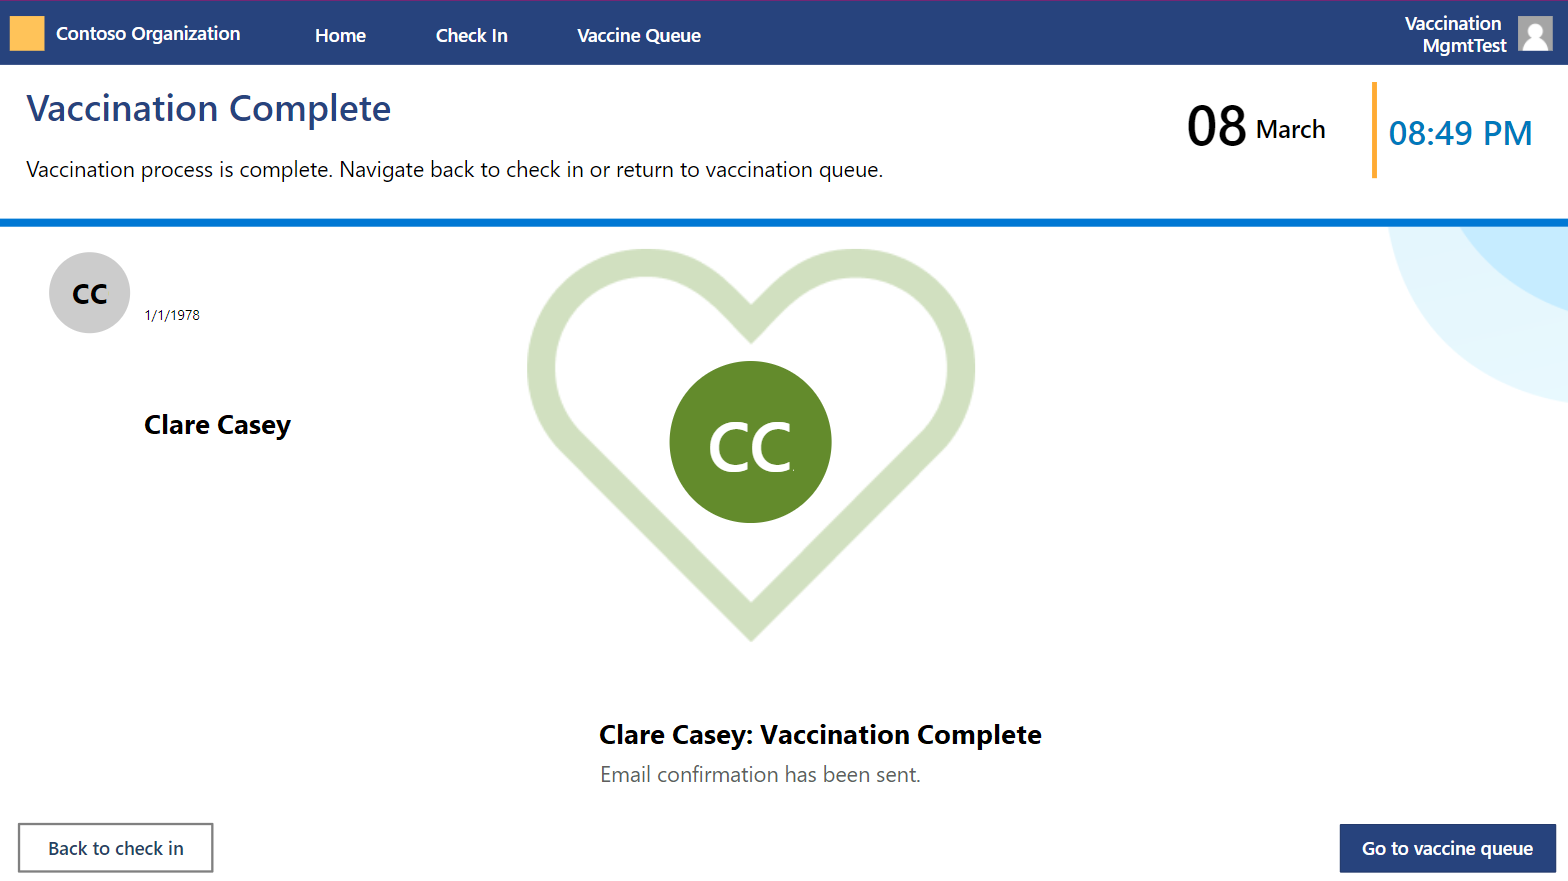 Contoso Organization
Home
Check In
Vaccine Queue
Vaccination
MgmtTest
Vaccination Complete
Vaccination process is complete. Navigate back to check in or return to vaccination queue.
08 March
08:49 PM
CC
1/1/1978
Clare Casey
CC
Clare Casey: Vaccination Complete
Email confirmation has been sent.
Back to check in
Go to vaccine queue